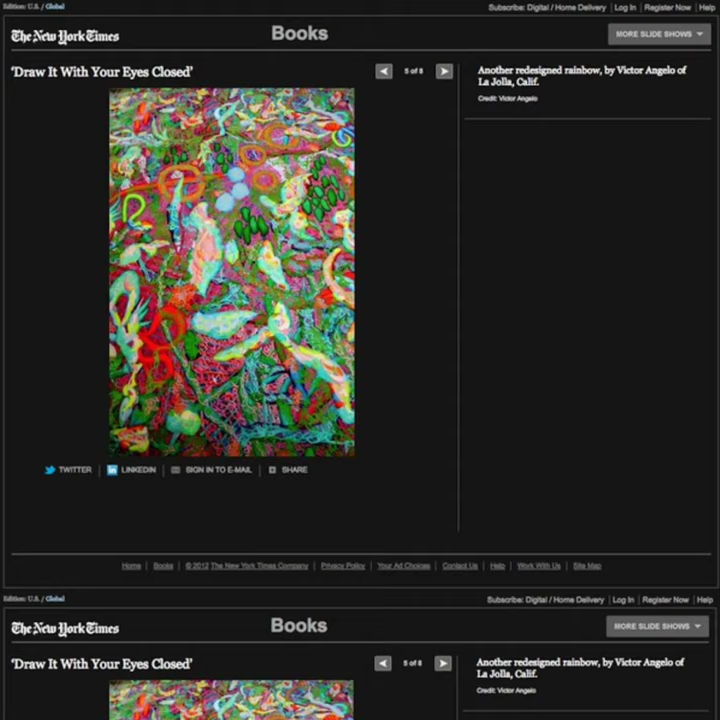 Edition: U.S. / Global
Subscribe: Digital / Home Delivery | Log In | Register Now | Help
The New York Times
Books
MORE SLIDE SHOWS
‘Draw It With Your Eyes Closed’
5 of 8
Another redesigned rainbow, by Victor Angelo of
La Jolla, Calif.
Credit: Victor Angelo
TWITTER | LINKEDIN | SIGN IN TO E-MAIL | SHARE
Home | Books | © 2012 The New York Times Company | Privacy Policy | Your Ad Choices | Contact Us | Help | Work With Us | Site Map
Edition: U.S. / Global
Subscribe: Digital / Home Delivery | Log In | Register Now | Help
The New York Times
Books
MORE SLIDE SHOWS
‘Draw It With Your Eyes Closed’
5 of 8
Another redesigned rainbow, by Victor Angelo of
La Jolla, Calif.
Credit: Victor Angelo